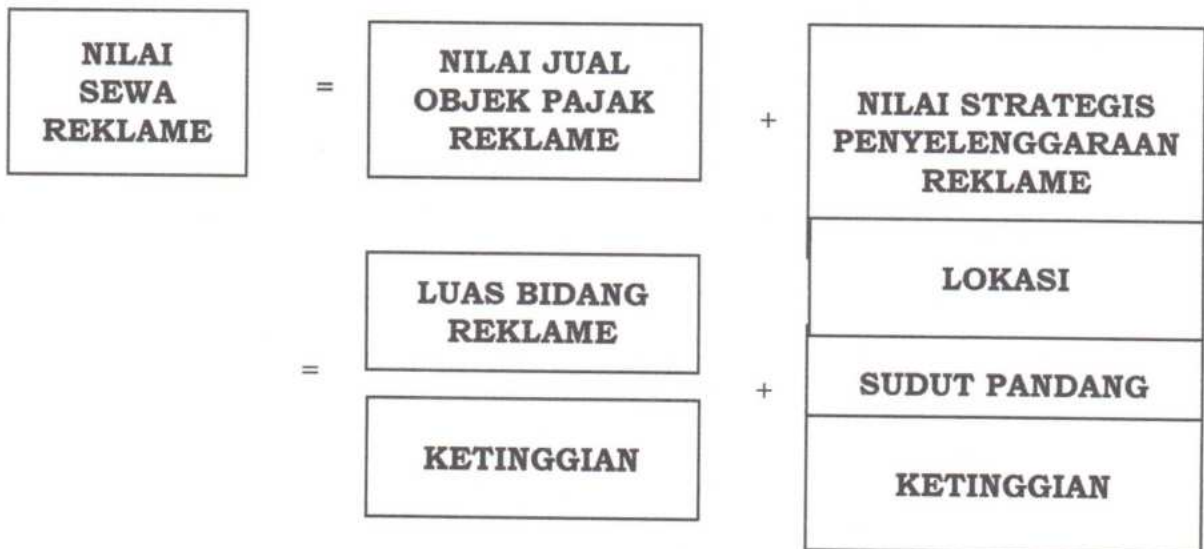 NILAI
SEWA
REKLAME
=
NILAI JUAL
OBJEK PAJAK
REKLAME
+
NILAI STRATEGIS
PENYELENGGARAAN
REKLAME
=
LUAS BIDANG
REKLAME
KETINGGIAN
+
LOKASI
SUDUT PANDANG
KETINGGIAN